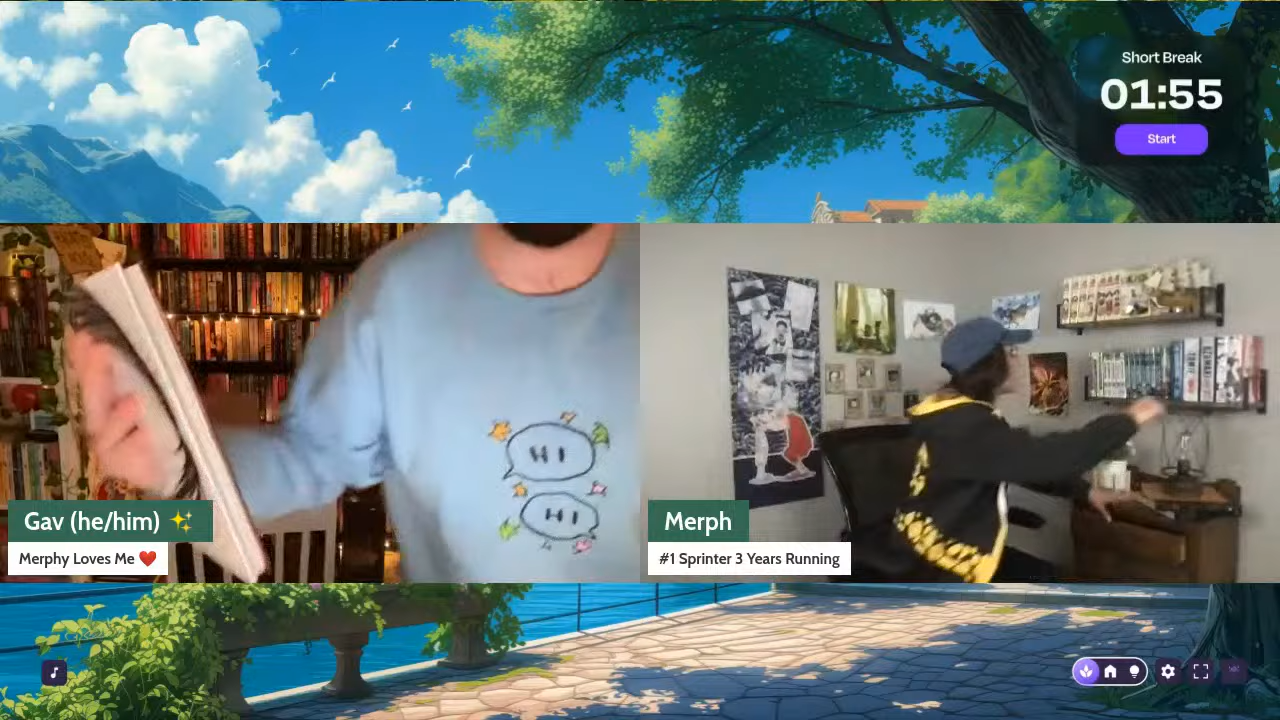 Short Break
01:55
Start
HI
HI
Gav (he/him) ✨
Merphy Loves Me ❤️
Merph
#1 Sprinter 3 Years Running